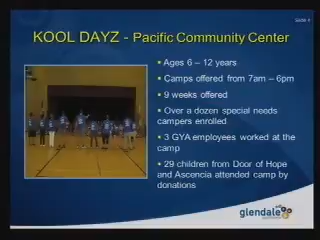 KOOL DAYZ - Pacific Community Center
Ages 6 – 12 years
Camps offered from 7am – 6pm
9 weeks offered
Over a dozen special needs
campers enrolled
3 GYA employees worked at the
camp
29 children from Door of Hope
and Ascencia attended camp by
donations
glendale